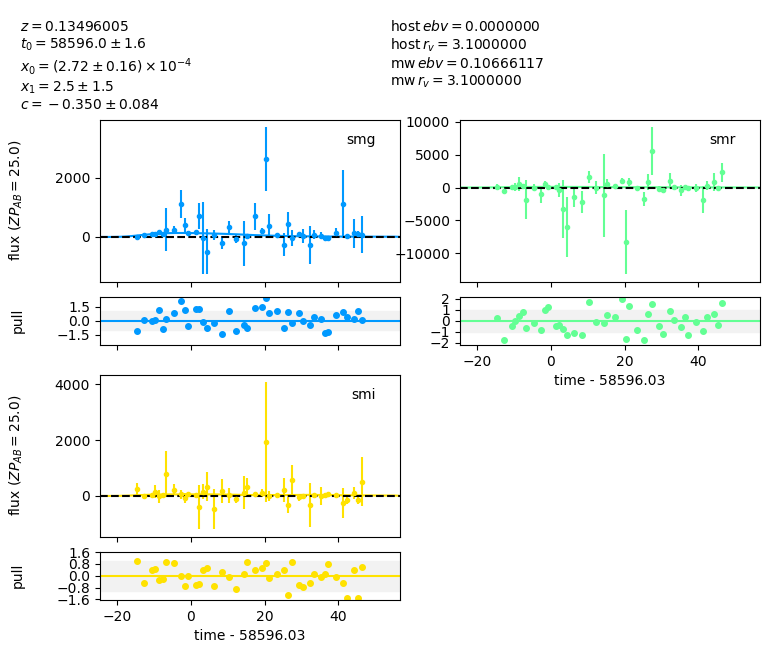 z = 0.13496005
t₀ = 58596.0 ± 1.6
x₀ = (2.72 ± 0.16) × 10⁻⁴
x₁ = 2.5 ± 1.5
c = −0.350 ± 0.084
host ebv = 0.0000000
host r_v = 3.1000000
mw ebv = 0.10666117
mw r_v = 3.1000000
smg
flux (ZP_AB = 25.0)
2000
0
pull
1.5
0.0
−1.5
smr
10000
5000
0
−5000
−10000
2
1
0
−1
−2
−20 0 20 40
time - 58596.03
smi
flux (ZP_AB = 25.0)
4000
2000
0
pull
1.6
0.8
0.0
−0.8
−1.6
−20 0 20 40
time - 58596.03